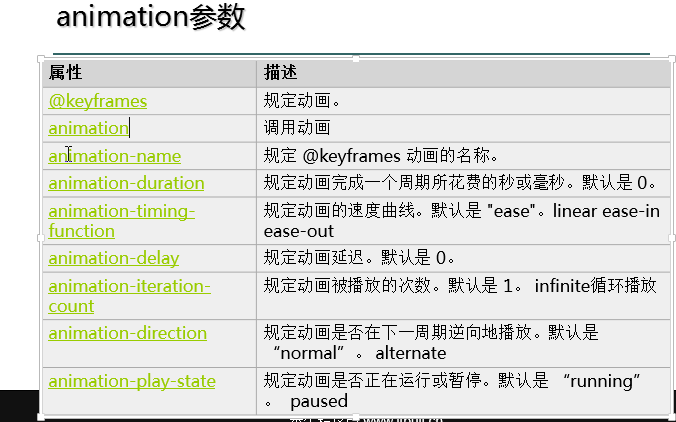 animation参数
属性 描述
@keyframes 规定动画。
animation 调用动画
animation-name 规定 @keyframes 动画的名称。
animation-duration 规定动画完成一个周期所花费的秒或毫秒。默认是 0。
animation-timing- 规定动画的速度曲线。默认是 "ease"。linear ease-in
function ease-out
animation-delay 规定动画延迟。默认是 0。
animation-iteration- 规定动画被播放的次数。默认是 1。 infinite循环播放
count
animation-direction 规定动画是否在下一周期逆向地播放。默认是
“normal”。 alternate
animation-play-state 规定动画是否正在运行或暂停。默认是 “running”
。 paused